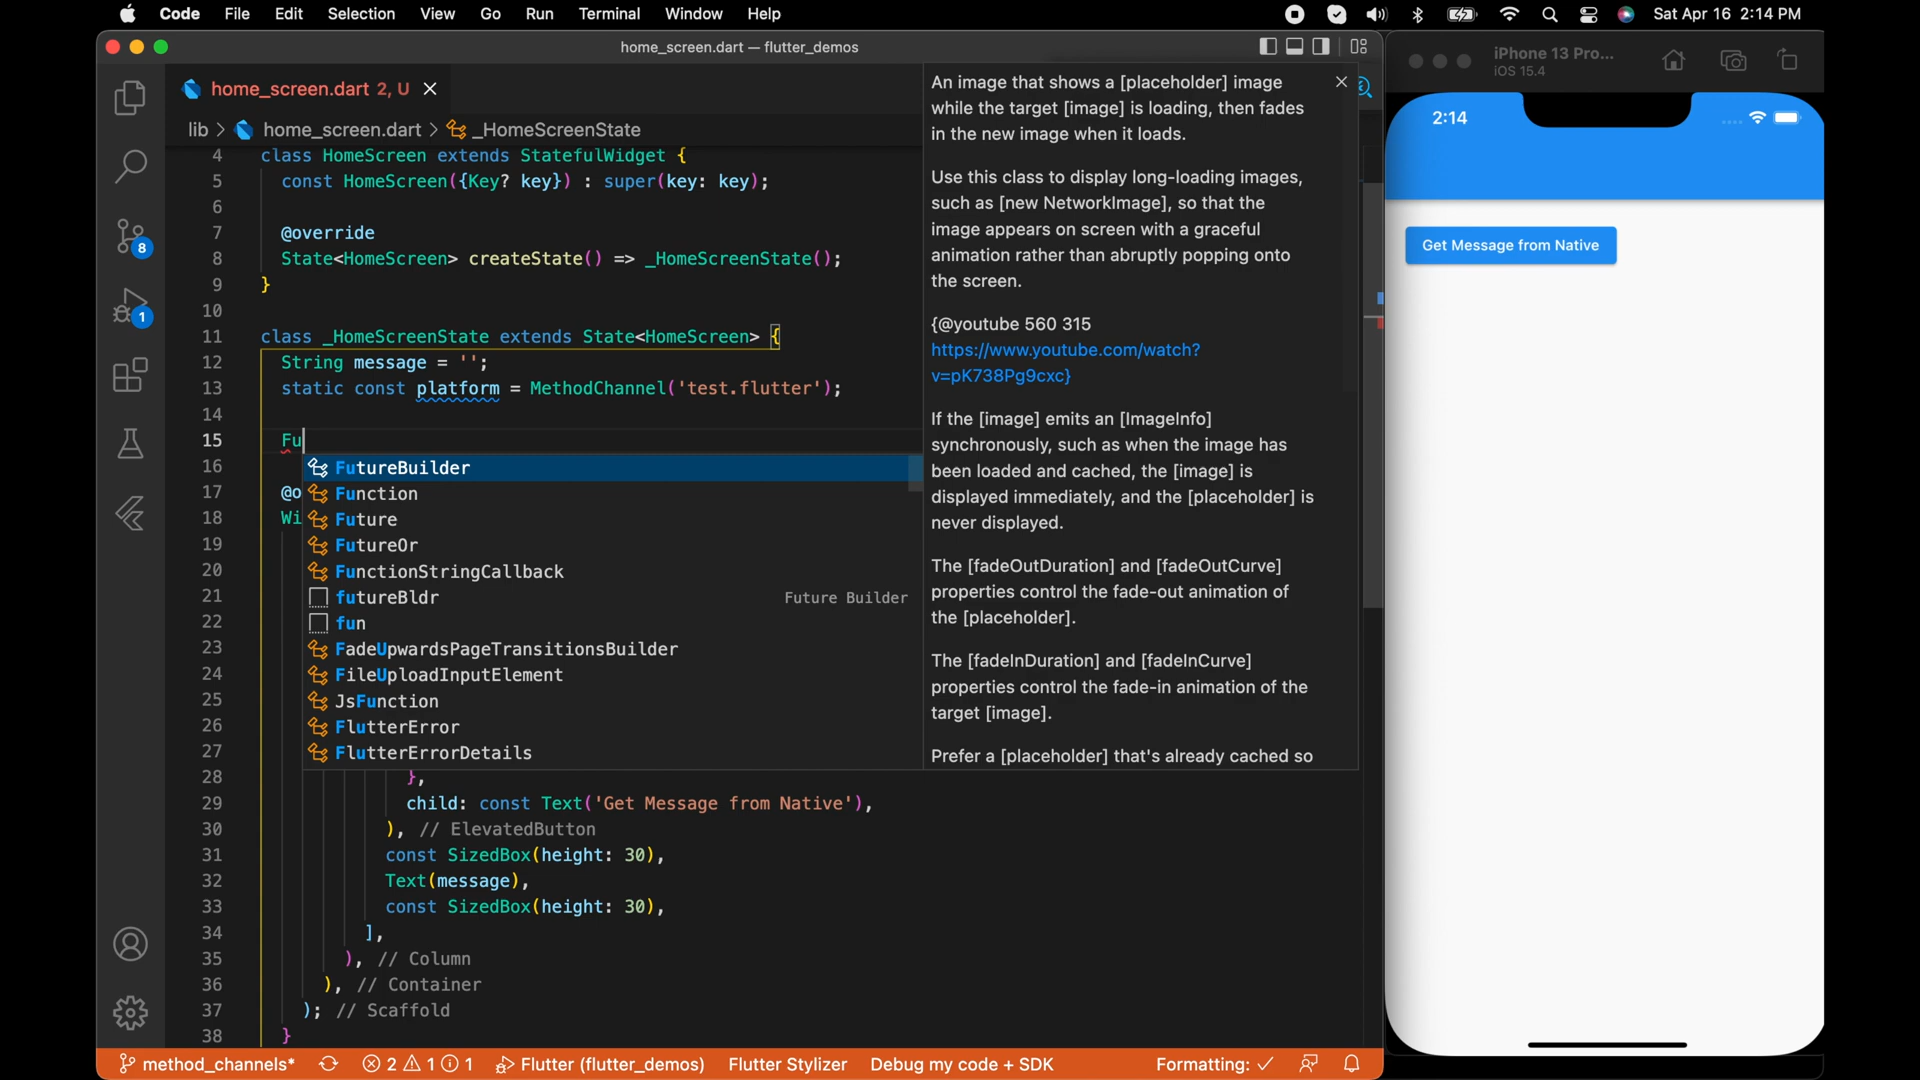 Code File Edit Selection View Go Run Terminal Window Help Sat Apr 16 2:14 PM
home_screen.dart — flutter_demos
home_screen.dart 2, U
lib > home_screen.dart > _HomeScreenState
4 class HomeScreen extends StatefulWidget {
5 const HomeScreen({Key? key}) : super(key: key);
6
7 @override
8 State<HomeScreen> createState() => _HomeScreenState();
9 }
10
11 class _HomeScreenState extends State<HomeScreen> {
12 String message = '';
13 static const platform = MethodChannel('test.flutter');
14
15 Fu
16
17 @o
18 Wi
19
20
21
22
23
24
25
26
27
28 },
29 child: const Text('Get Message from Native'),
30 ), // ElevatedButton
31 const SizedBox(height: 30),
32 Text(message),
33 const SizedBox(height: 30),
34 ],
35 ), // Column
36 ), // Container
37 ); // Scaffold
38 }
FutureBuilder
Function
Future
FutureOr
FunctionStringCallback
futureBldr Future Builder
fun
FadeUpwardsPageTransitionsBuilder
FileUploadInputElement
JsFunction
FlutterError
FlutterErrorDetails
An image that shows a [placeholder] image
while the target [image] is loading, then fades
in the new image when it loads.
Use this class to display long-loading images,
such as [new NetworkImage], so that the
image appears on screen with a graceful
animation rather than abruptly popping onto
the screen.
{@youtube 560 315
https://www.youtube.com/watch?
v=pK738Pg9cxc}
If the [image] emits an [ImageInfo]
synchronously, such as when the image has
been loaded and cached, the [image] is
displayed immediately, and the [placeholder] is
never displayed.
The [fadeOutDuration] and [fadeOutCurve]
properties control the fade-out animation of
the [placeholder].
The [fadeInDuration] and [fadeInCurve]
properties control the fade-in animation of the
target [image].
Prefer a [placeholder] that's already cached so
8
1
method_channels* 2 1 1 Flutter (flutter_demos) Flutter Stylizer Debug my code + SDK Formatting: ✓
iPhone 13 Pro...
iOS 15.4
2:14
Get Message from Native